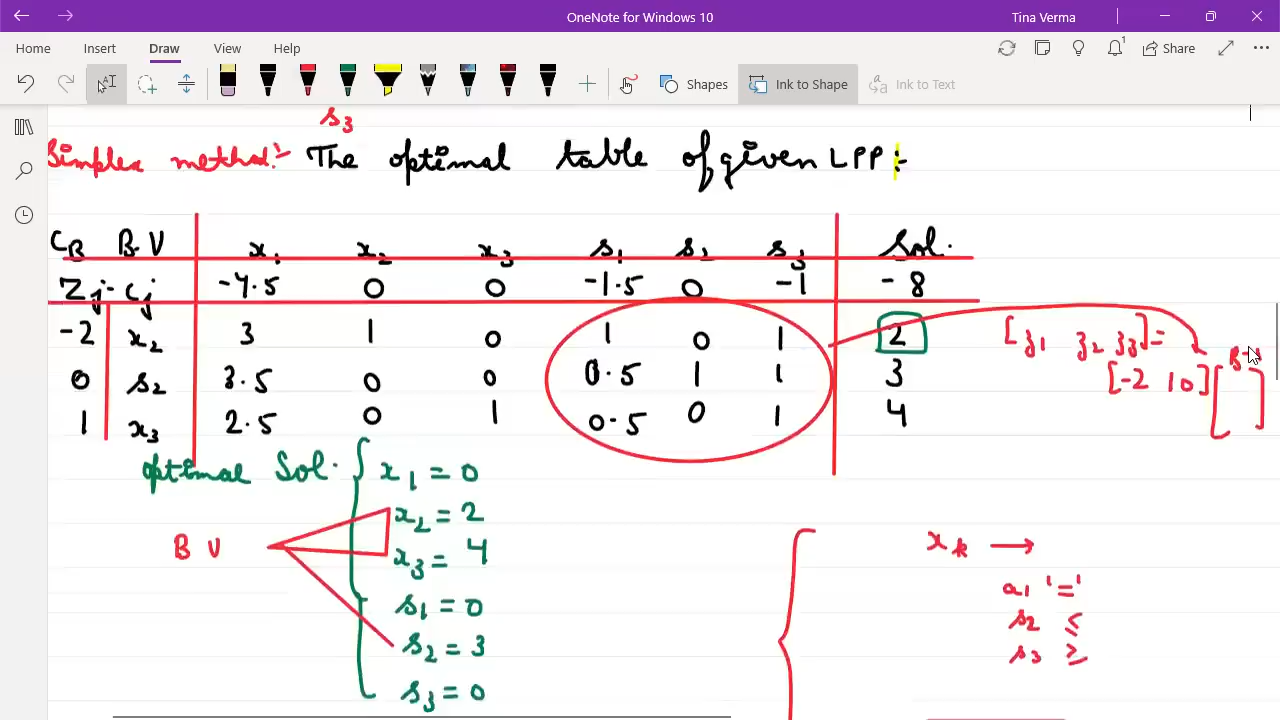 OneNote for Windows 10
Tina Verma
Home Insert Draw View Help
Share
Shapes
Ink to Shape
Ink to Text
s3
Simplex method:- The optimal table of given LPP:-
CB B.V x1 x2 x3 s1 s2 s3 Sol.
Zj-Cj -4.5 0 0 -1.5 0 -1 -8
-2 x2 3 1 0 1 0 1 2
0 s2 3.5 0 0 0.5 1 1 3
1 x3 2.5 0 1 0.5 0 1 4
[z1 z2 z3]=
[-2 1 0] [ ]
optimal Sol. { x1 = 0
x2 = 2
B V
x3 = 4
s1 = 0
s2 = 3
s3 = 0
xk →
a1 '='
s2 ≤
s3 ≥